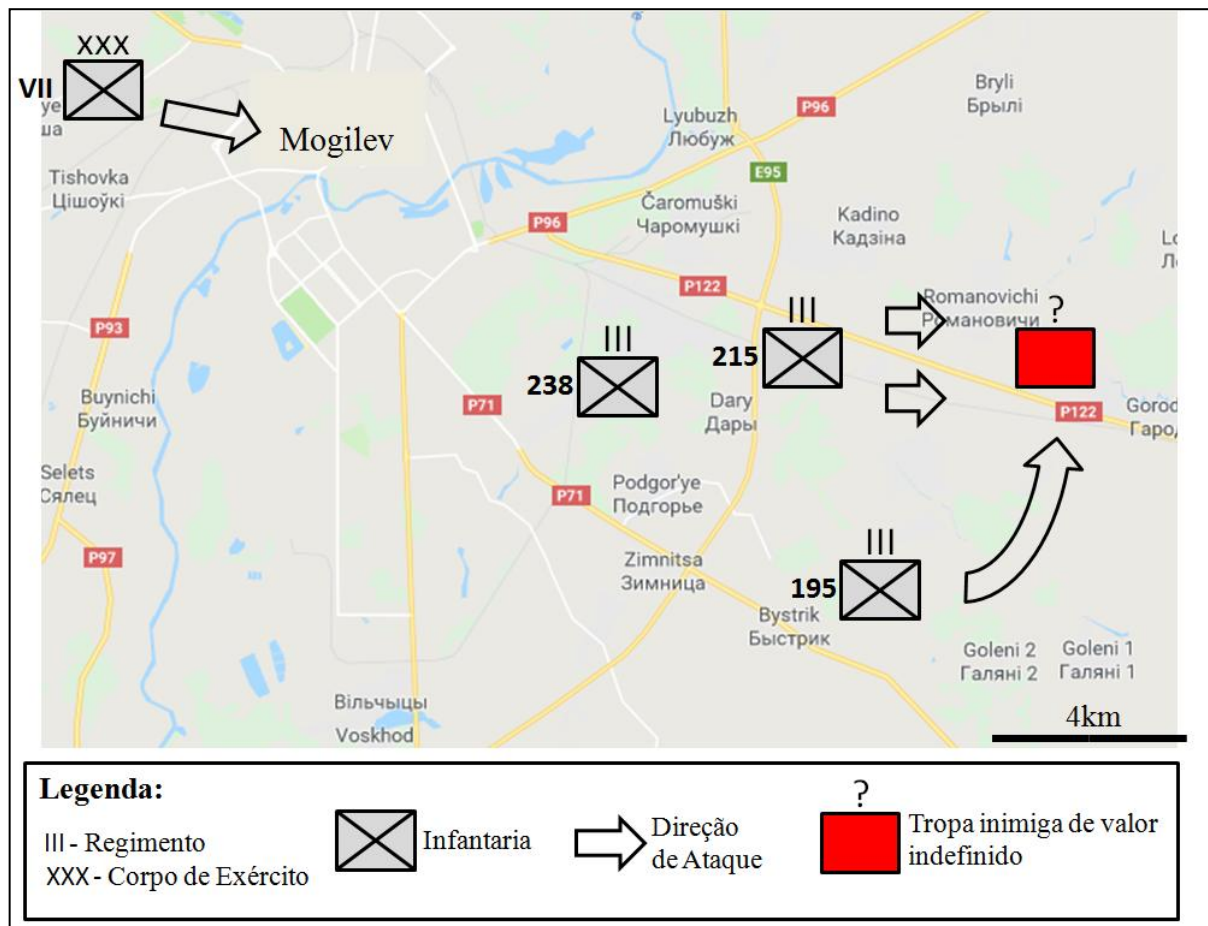 XXX
VII
Mogilev
Bryli
Брылі
P96
Lyubuzh
Любуж
E95
Tishovka
Цішоўкі
Čaromuški
Чаромушкі
Kadino
Кадзіна
P96
P122
Romanovichi
Романовичи
?
P93
III
215
III
238
Dary
Дары
P71
P122
Buynichi
Буйничи
Selets
Сялец
P71
Podgor'ye
Подгорье
III
195
P97
Zimnitsa
Зимница
Bystrik
Быстрик
Goleni 2
Галяні 2
Goleni 1
Галяні 1
Вільчыцы
Voskhod
4km
Legenda:
III - Regimento
XXX - Corpo de Exército
Infantaria
Direção
de Ataque
?
Tropa inimiga de valor
indefinido